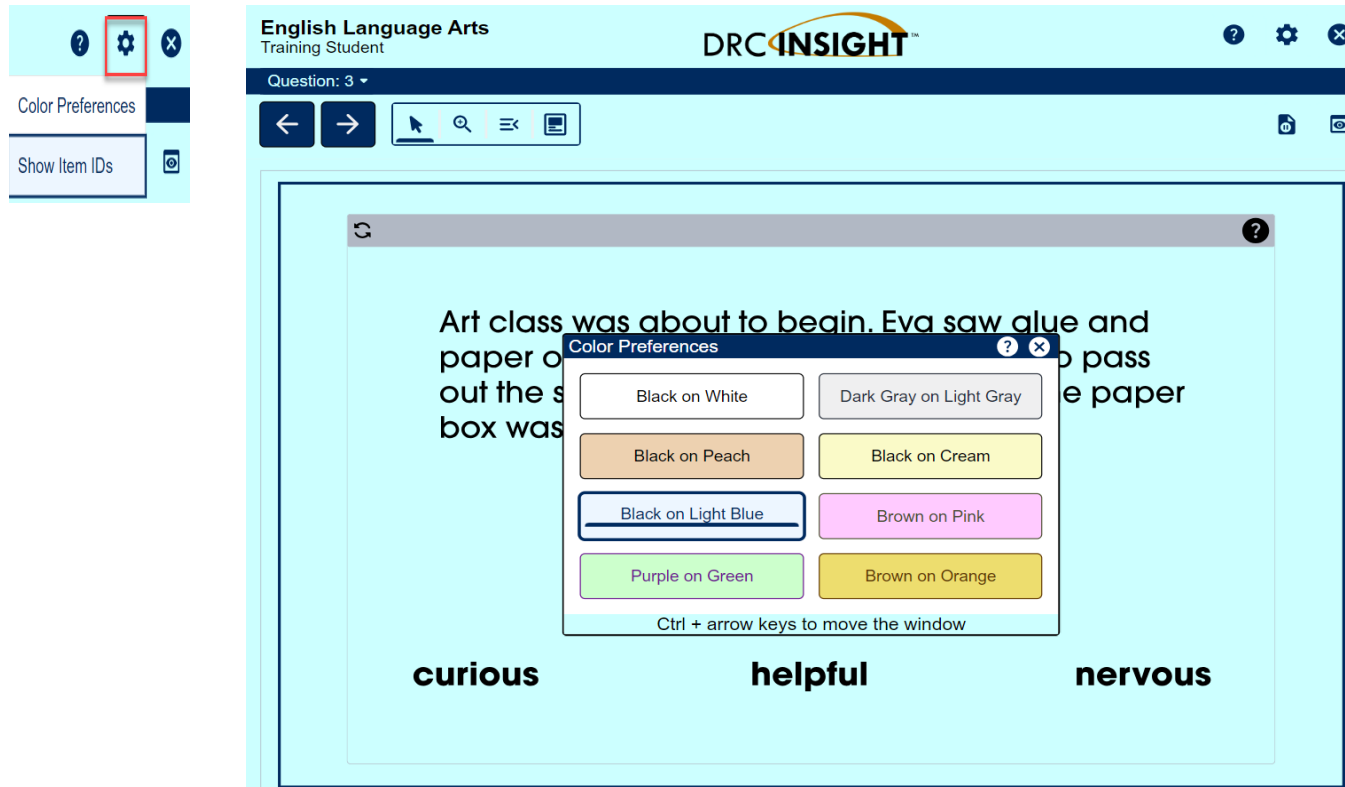 Color Preferences
Show Item IDs
English Language Arts
Training Student
DRC INSIGHT™
Question: 3
Art class was about to begin. Eva saw glue and
paper o
o pass
out the s
e paper
box was
Color Preferences
Black on White
Dark Gray on Light Gray
Black on Peach
Black on Cream
Black on Light Blue
Brown on Pink
Purple on Green
Brown on Orange
Ctrl + arrow keys to move the window
curious
helpful
nervous